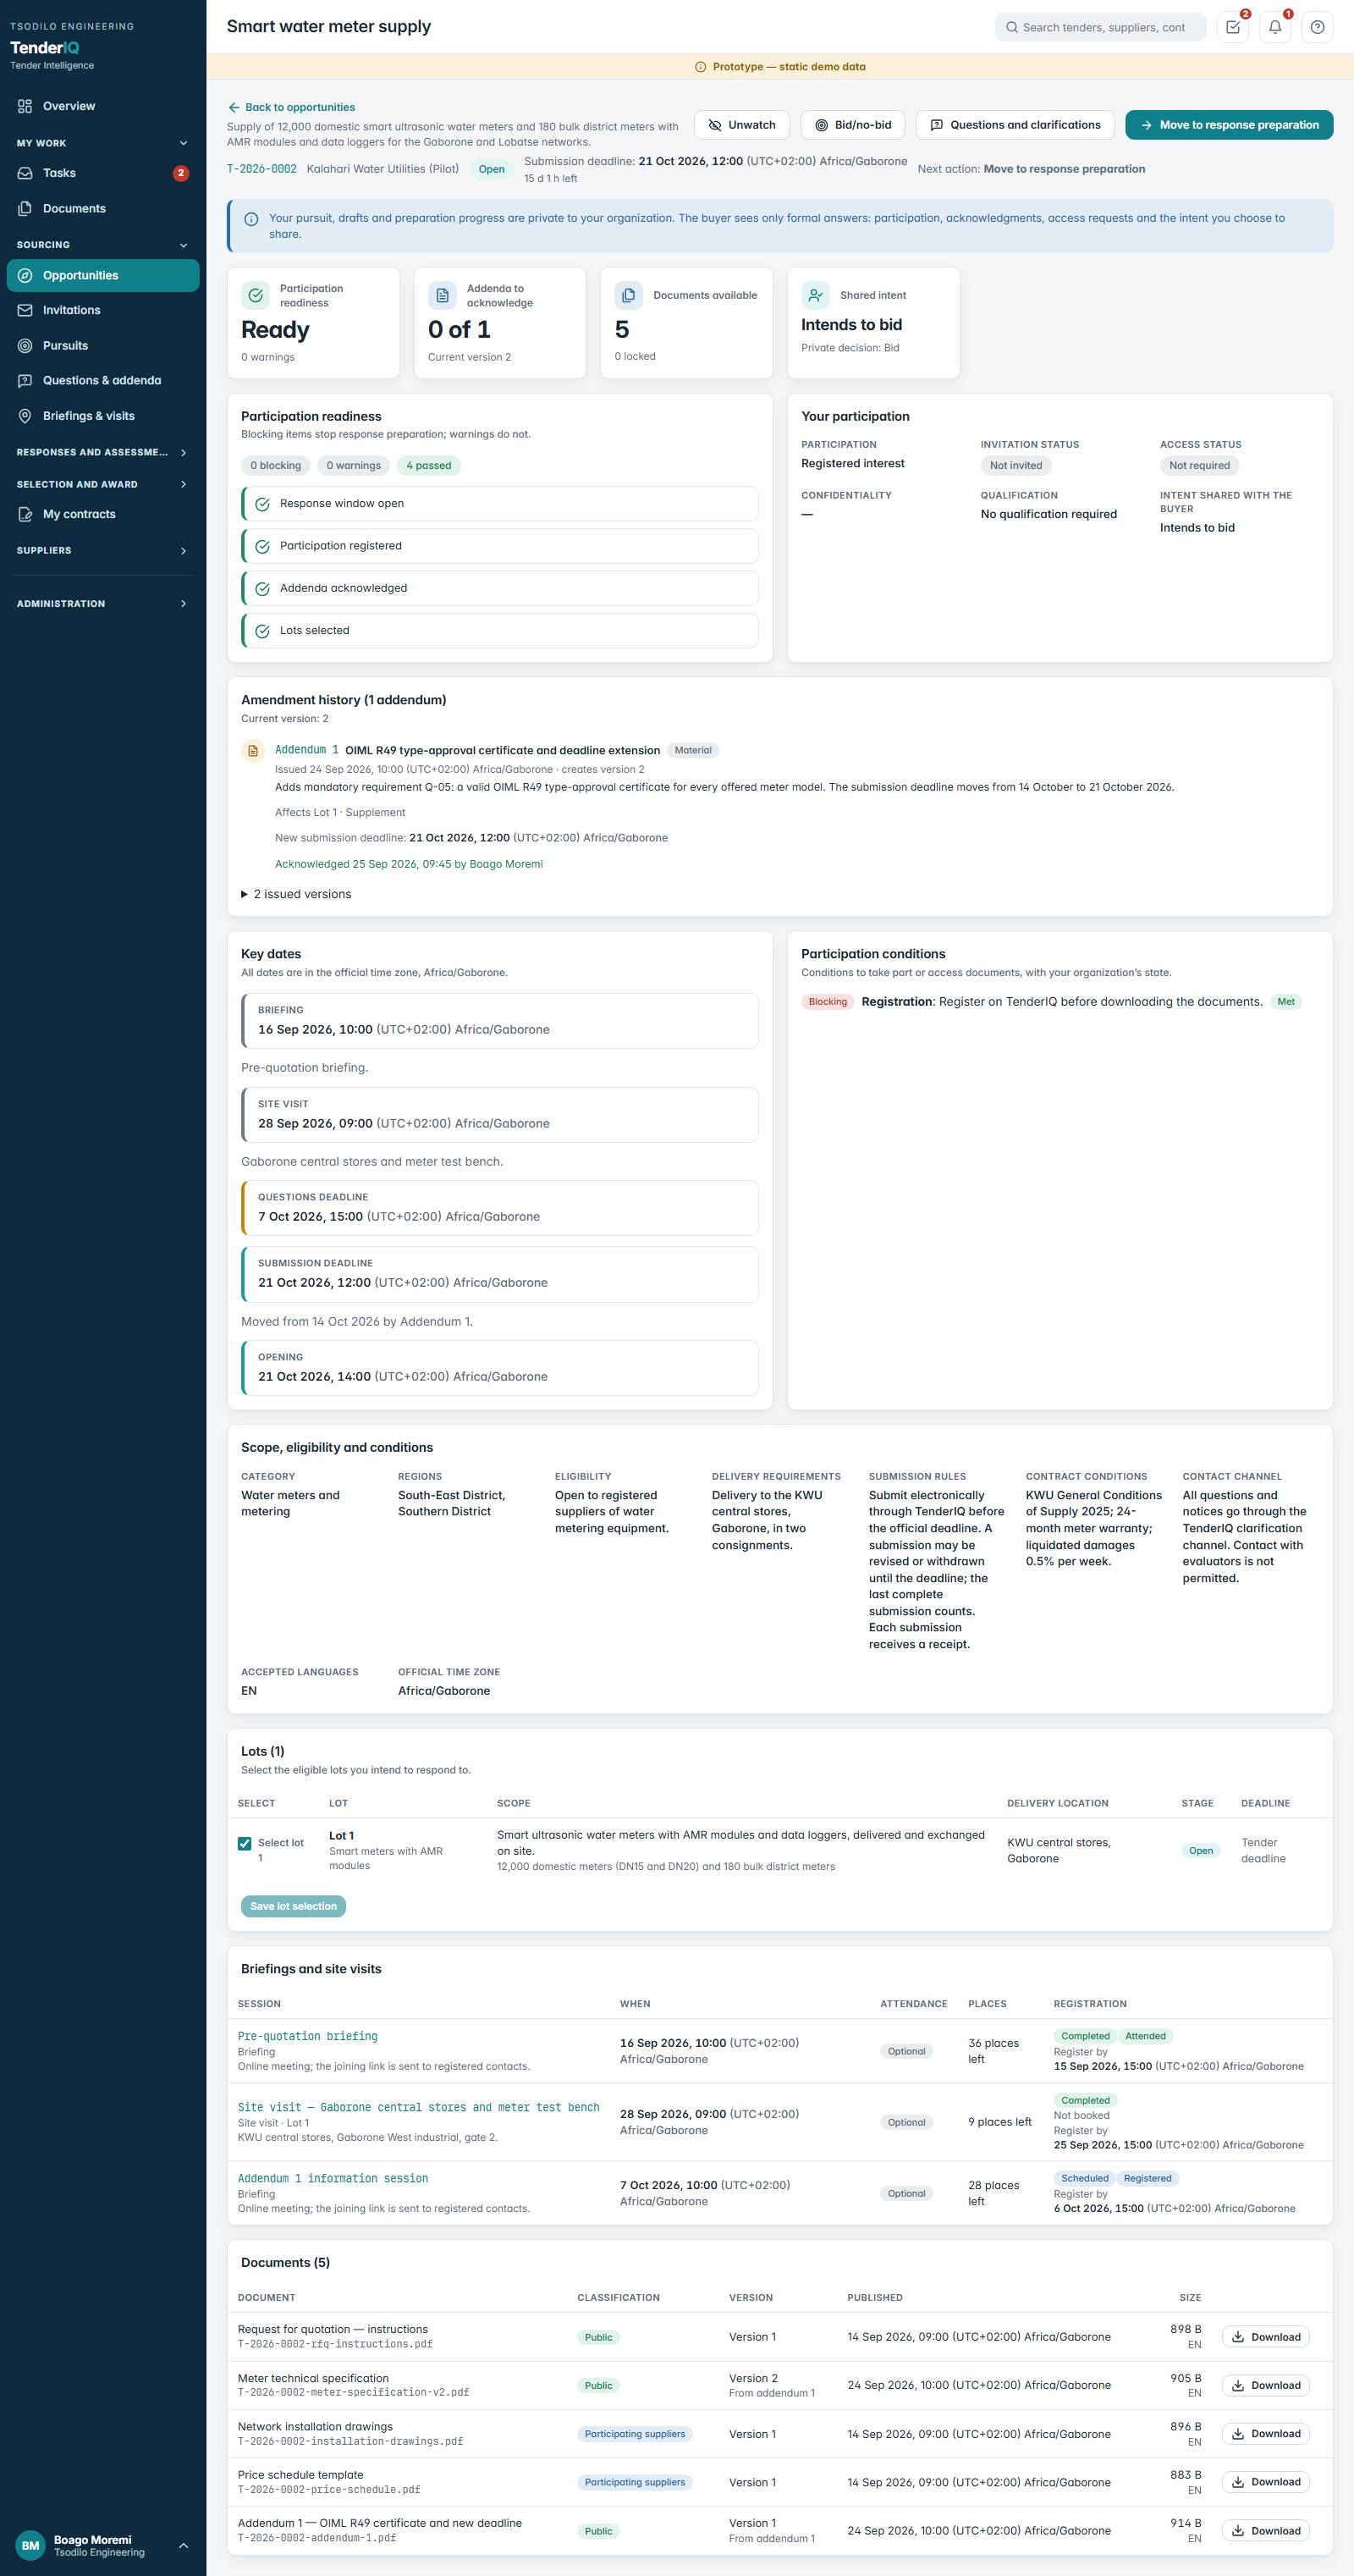 TSODILO ENGINEERING
TenderIQ
Tender Intelligence
Overview
MY WORK
Tasks
2
Documents
SOURCING
Opportunities
Invitations
Pursuits
Questions & addenda
Briefings & visits
RESPONSES AND ASSESSME...
SELECTION AND AWARD
My contracts
SUPPLIERS
ADMINISTRATION
BM
Boago Moremi
Tsodilo Engineering
Smart water meter supply
Search tenders, suppliers, cont
2
1
Prototype — static demo data
Back to opportunities
Supply of 12,000 domestic smart ultrasonic water meters and 180 bulk district meters with
AMR modules and data loggers for the Gaborone and Lobatse networks.
Unwatch
Bid/no-bid
Questions and clarifications
Move to response preparation
T-2026-0002 Kalahari Water Utilities (Pilot) Open
Submission deadline: 21 Oct 2026, 12:00 (UTC+02:00) Africa/Gaborone
15 d 1 h left
Next action: Move to response preparation
Your pursuit, drafts and preparation progress are private to your organization. The buyer sees only formal answers: participation, acknowledgments, access requests and the intent you choose to
share.
Participation
readiness
Ready
0 warnings
Addenda to
acknowledge
0 of 1
Current version 2
Documents available
5
0 locked
Shared intent
Intends to bid
Private decision: Bid
Participation readiness
Blocking items stop response preparation; warnings do not.
0 blocking 0 warnings 4 passed
Response window open
Participation registered
Addenda acknowledged
Lots selected
Your participation
PARTICIPATION
Registered interest
INVITATION STATUS
Not invited
ACCESS STATUS
Not required
CONFIDENTIALITY
—
QUALIFICATION
No qualification required
INTENT SHARED WITH THE
BUYER
Intends to bid
Amendment history (1 addendum)
Current version: 2
Addendum 1 OIML R49 type-approval certificate and deadline extension Material
Issued 24 Sep 2026, 10:00 (UTC+02:00) Africa/Gaborone · creates version 2
Adds mandatory requirement Q-05: a valid OIML R49 type-approval certificate for every offered meter model. The submission deadline moves from 14 October to 21 October 2026.
Affects Lot 1 · Supplement
New submission deadline: 21 Oct 2026, 12:00 (UTC+02:00) Africa/Gaborone
Acknowledged 25 Sep 2026, 09:45 by Boago Moremi
2 issued versions
Key dates
All dates are in the official time zone, Africa/Gaborone.
BRIEFING
16 Sep 2026, 10:00 (UTC+02:00) Africa/Gaborone
Pre-quotation briefing.
SITE VISIT
28 Sep 2026, 09:00 (UTC+02:00) Africa/Gaborone
Gaborone central stores and meter test bench.
QUESTIONS DEADLINE
7 Oct 2026, 15:00 (UTC+02:00) Africa/Gaborone
SUBMISSION DEADLINE
21 Oct 2026, 12:00 (UTC+02:00) Africa/Gaborone
Moved from 14 Oct 2026 by Addendum 1.
OPENING
21 Oct 2026, 14:00 (UTC+02:00) Africa/Gaborone
Participation conditions
Conditions to take part or access documents, with your organization's state.
Blocking Registration: Register on TenderIQ before downloading the documents. Met
Scope, eligibility and conditions
CATEGORY
Water meters and
metering
REGIONS
South-East District,
Southern District
ELIGIBILITY
Open to registered
suppliers of water
metering equipment.
DELIVERY REQUIREMENTS
Delivery to the KWU
central stores,
Gaborone, in two
consignments.
SUBMISSION RULES
Submit electronically
through TenderIQ before
the official deadline. A
submission may be
revised or withdrawn
until the deadline; the
last complete
submission counts.
Each submission
receives a receipt.
CONTRACT CONDITIONS
KWU General Conditions
of Supply 2025; 24-
month meter warranty;
liquidated damages
0.5% per week.
CONTACT CHANNEL
All questions and
notices go through the
TenderIQ clarification
channel. Contact with
evaluators is not
permitted.
ACCEPTED LANGUAGES
EN
OFFICIAL TIME ZONE
Africa/Gaborone
Lots (1)
Select the eligible lots you intend to respond to.
SELECT LOT SCOPE DELIVERY LOCATION STAGE DEADLINE
Select lot
1
Lot 1
Smart meters with AMR
modules
Smart ultrasonic water meters with AMR modules and data loggers, delivered and exchanged
on site.
12,000 domestic meters (DN15 and DN20) and 180 bulk district meters
KWU central stores,
Gaborone
Open
Tender
deadline
Save lot selection
Briefings and site visits
SESSION WHEN ATTENDANCE PLACES REGISTRATION
Pre-quotation briefing
Briefing
Online meeting; the joining link is sent to registered contacts.
16 Sep 2026, 10:00 (UTC+02:00)
Africa/Gaborone
Optional
36 places
left
Completed Attended
Register by
15 Sep 2026, 15:00 (UTC+02:00) Africa/Gaborone
Site visit — Gaborone central stores and meter test bench
Site visit · Lot 1
KWU central stores, Gaborone West industrial, gate 2.
28 Sep 2026, 09:00 (UTC+02:00)
Africa/Gaborone
Optional
9 places left
Completed
Not booked
Register by
25 Sep 2026, 15:00 (UTC+02:00) Africa/Gaborone
Addendum 1 information session
Briefing
Online meeting; the joining link is sent to registered contacts.
7 Oct 2026, 10:00 (UTC+02:00)
Africa/Gaborone
Optional
28 places
left
Scheduled Registered
Register by
6 Oct 2026, 15:00 (UTC+02:00) Africa/Gaborone
Documents (5)
DOCUMENT CLASSIFICATION VERSION PUBLISHED SIZE
Request for quotation — instructions
T-2026-0002-rfq-instructions.pdf
Public
Version 1
14 Sep 2026, 09:00 (UTC+02:00) Africa/Gaborone
898 B
EN
Download
Meter technical specification
T-2026-0002-meter-specification-v2.pdf
Public
Version 2
From addendum 1
24 Sep 2026, 10:00 (UTC+02:00) Africa/Gaborone
905 B
EN
Download
Network installation drawings
T-2026-0002-installation-drawings.pdf
Participating suppliers
Version 1
14 Sep 2026, 09:00 (UTC+02:00) Africa/Gaborone
896 B
EN
Download
Price schedule template
T-2026-0002-price-schedule.pdf
Participating suppliers
Version 1
14 Sep 2026, 09:00 (UTC+02:00) Africa/Gaborone
883 B
EN
Download
Addendum 1 — OIML R49 certificate and new deadline
T-2026-0002-addendum-1.pdf
Public
Version 1
From addendum 1
24 Sep 2026, 10:00 (UTC+02:00) Africa/Gaborone
914 B
EN
Download